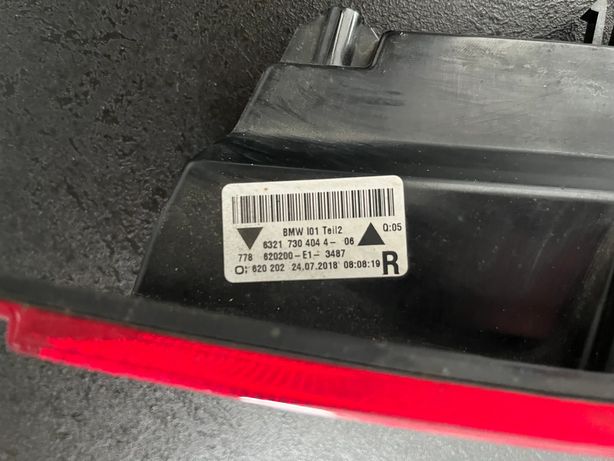 BMW I01 Teil2
Q:05
6321 730 404 4- 06
778 620200-E1- 3487
O: 620 202 24.07.2018 08:08:19
R
1